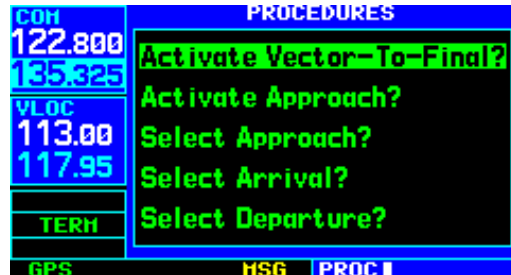 COM
122.800
135.325
VLOC
113.00
117.95
TERM
GPS
PROCEDURES
Activate Vector-To-Final?
Activate Approach?
Select Approach?
Select Arrival?
Select Departure?
MSG
PROC